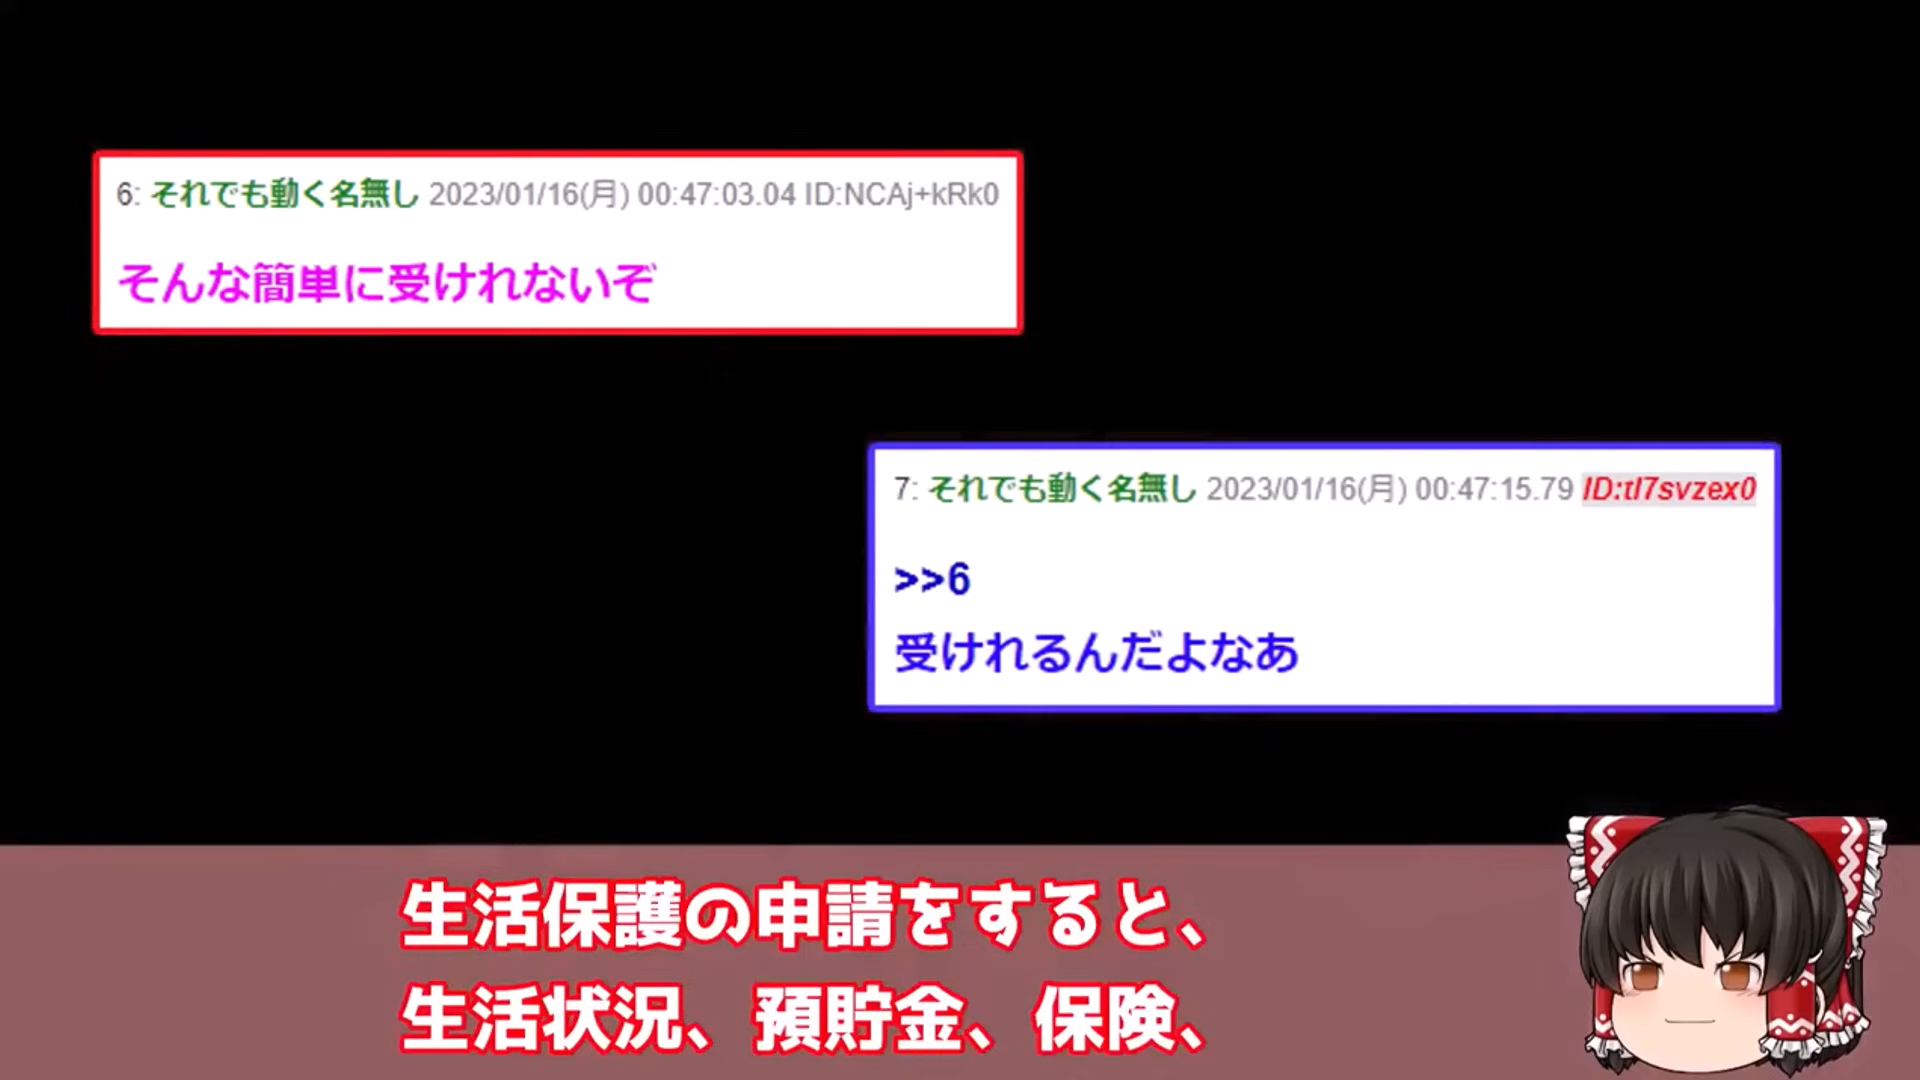 6: それでも動く名無し 2023/01/16(月) 00:47:03.04 ID:NCAj+kRk0
そんな簡単に受けれないぞ
7: それでも動く名無し 2023/01/16(月) 00:47:15.79 ID:tI7svzex0
>>6
受けれるんだよなあ
生活保護の申請をすると、
生活状況、預貯金、保険、